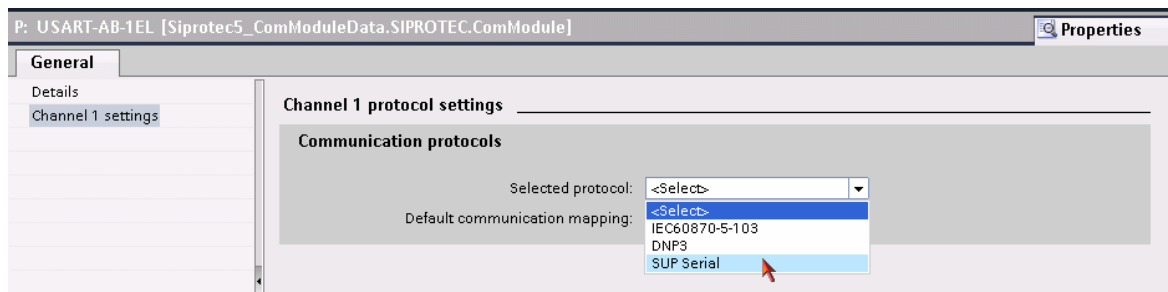 P: USART-AB-1EL [Siprotec5_ComModuleData.SIPROTEC.ComModule]
Properties
General
Details
Channel 1 settings
Channel 1 protocol settings
Communication protocols
Selected protocol: <Select>
Default communication mapping:
<Select>
IEC60870-5-103
DNP3
SUP Serial